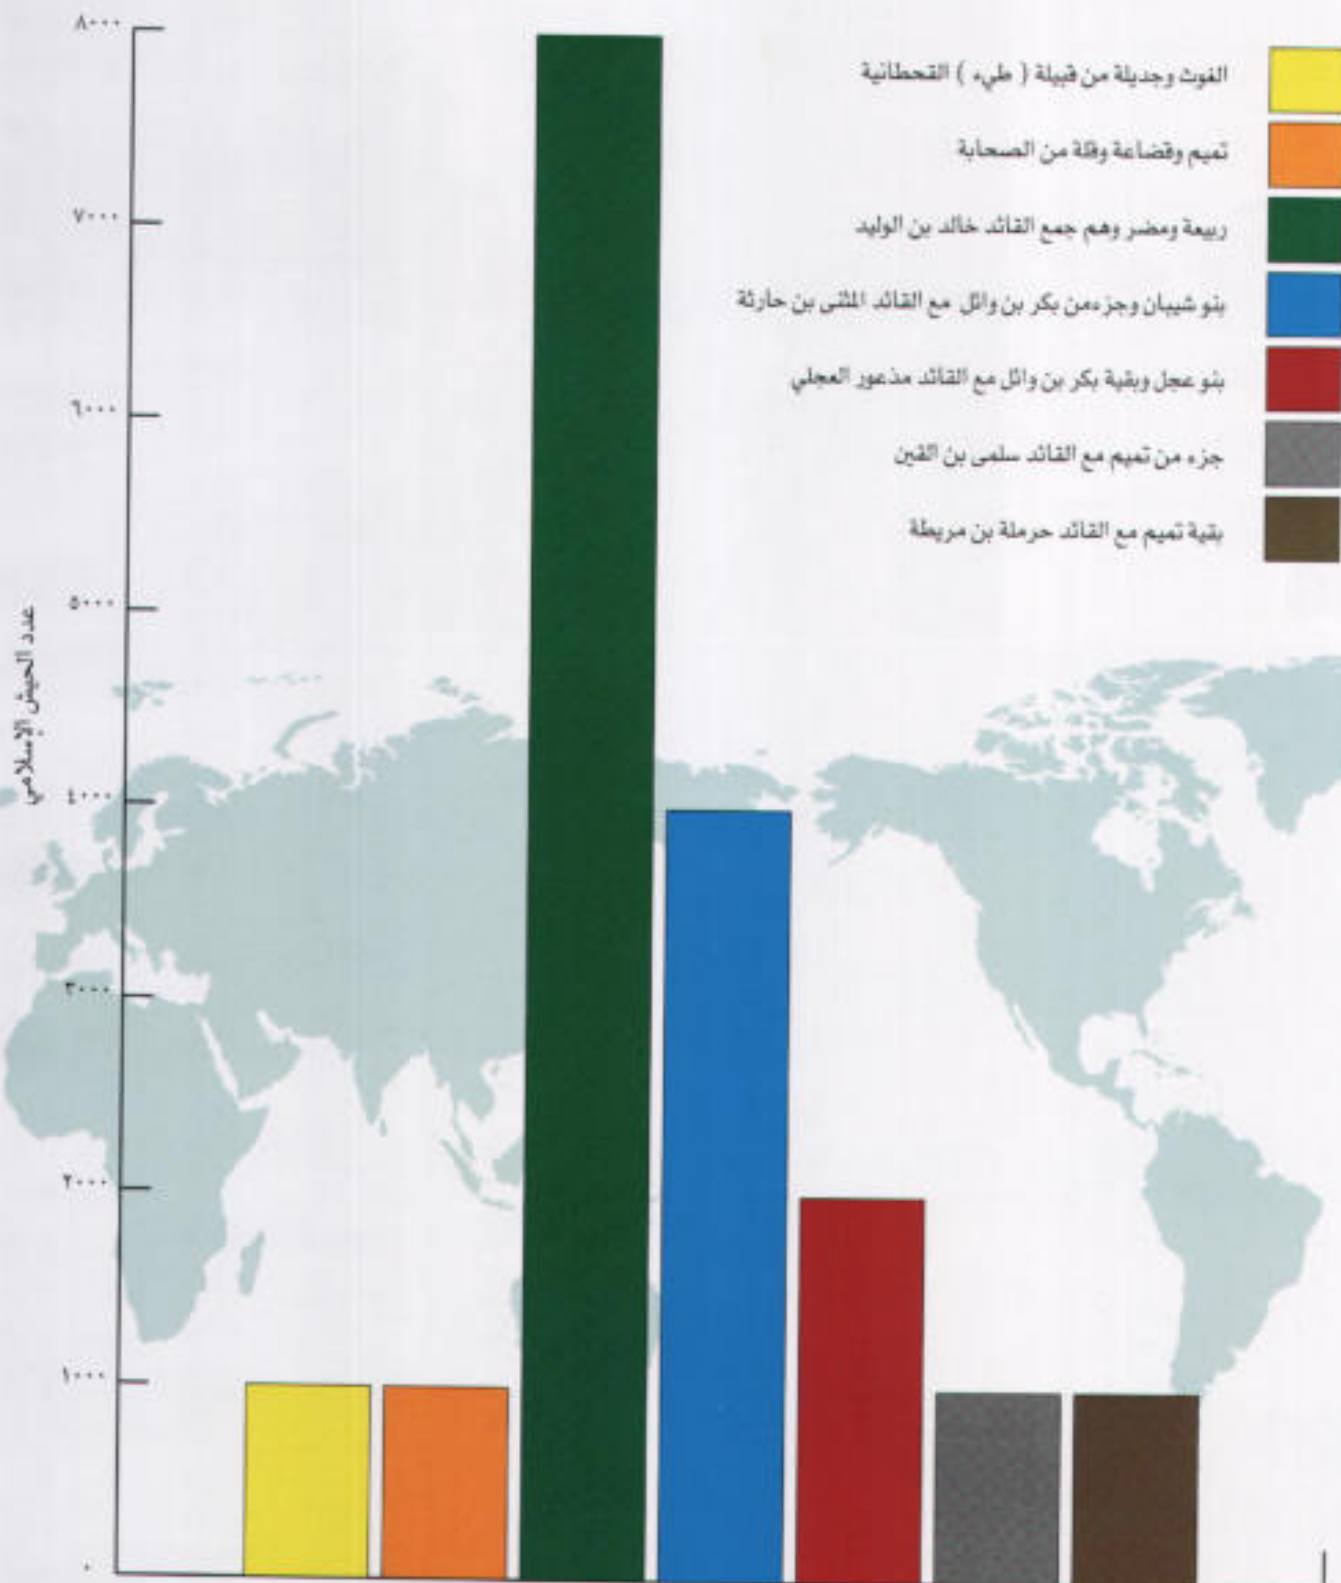 الغوث وجديلة من قبيلة ( طيء ) القحطانية
تميم وقضاعة وقلة من الصحابة
ربيعة ومضر وهم جمع القائد خالد بن الوليد
بنو شيبان وجزءمن بكر بن وائل مع القائد المثنى بن حارثة
بنو عجل وبقية بكر بن وائل مع القائد مذعور العجلي
جزء من تميم مع القائد سلمى بن القين
بقية تميم مع القائد حرملة بن مريطة
عدد الجيش الإسلامي
٨٠٠٠
٧٠٠٠
٦٠٠٠
٥٠٠٠
٤٠٠٠
٣٠٠٠
٢٠٠٠
١٠٠٠
٠